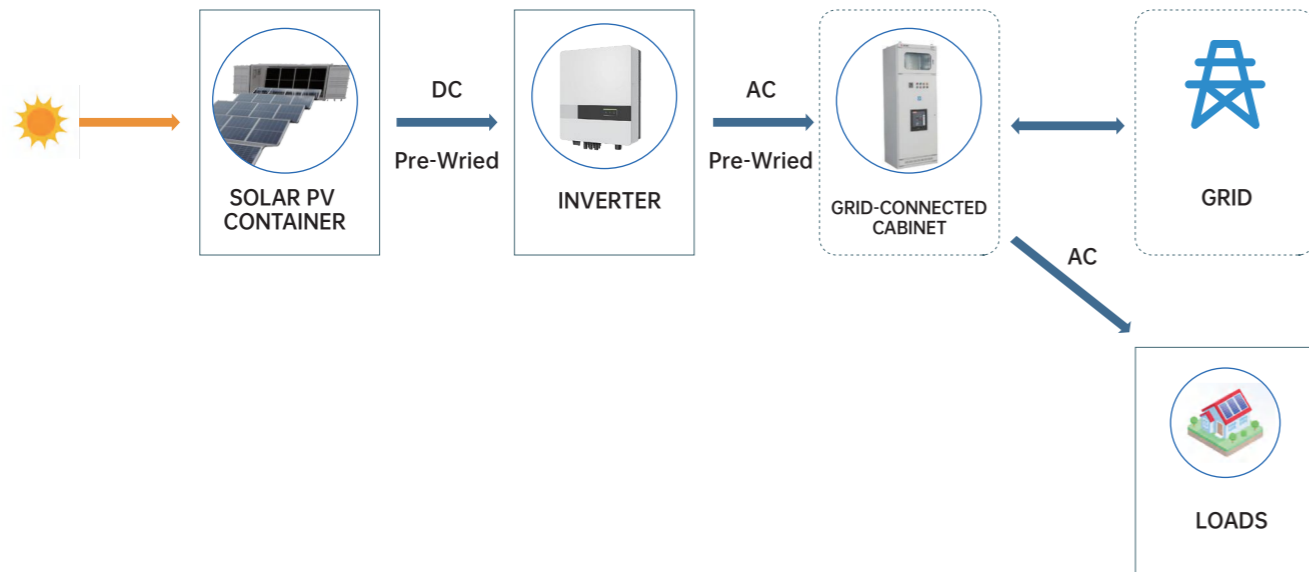 DC
Pre-Wried
AC
Pre-Wried
SOLAR PV
CONTAINER
INVERTER
GRID-CONNECTED
CABINET
GRID
AC
LOADS